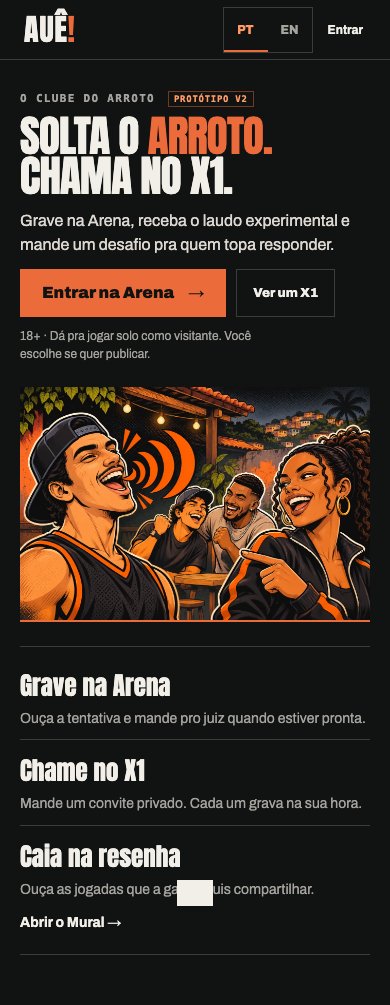 AUÊ!
PT EN Entrar
O CLUBE DO ARROTO PROTÓTIPO V2
SOLTA O ARROTO.
CHAMA NO X1.
Grave na Arena, receba o laudo experimental e
mande um desafio pra quem topa responder.
Entrar na Arena → Ver um X1
18+ · Dá pra jogar solo como visitante. Você
escolhe se quer publicar.
Grave na Arena
Ouça a tentativa e mande pro juiz quando estiver pronta.
Chame no X1
Mande um convite privado. Cada um grava na sua hora.
Caia na resenha
Ouça as jogadas que a compartilhar.
Abrir o Mural →